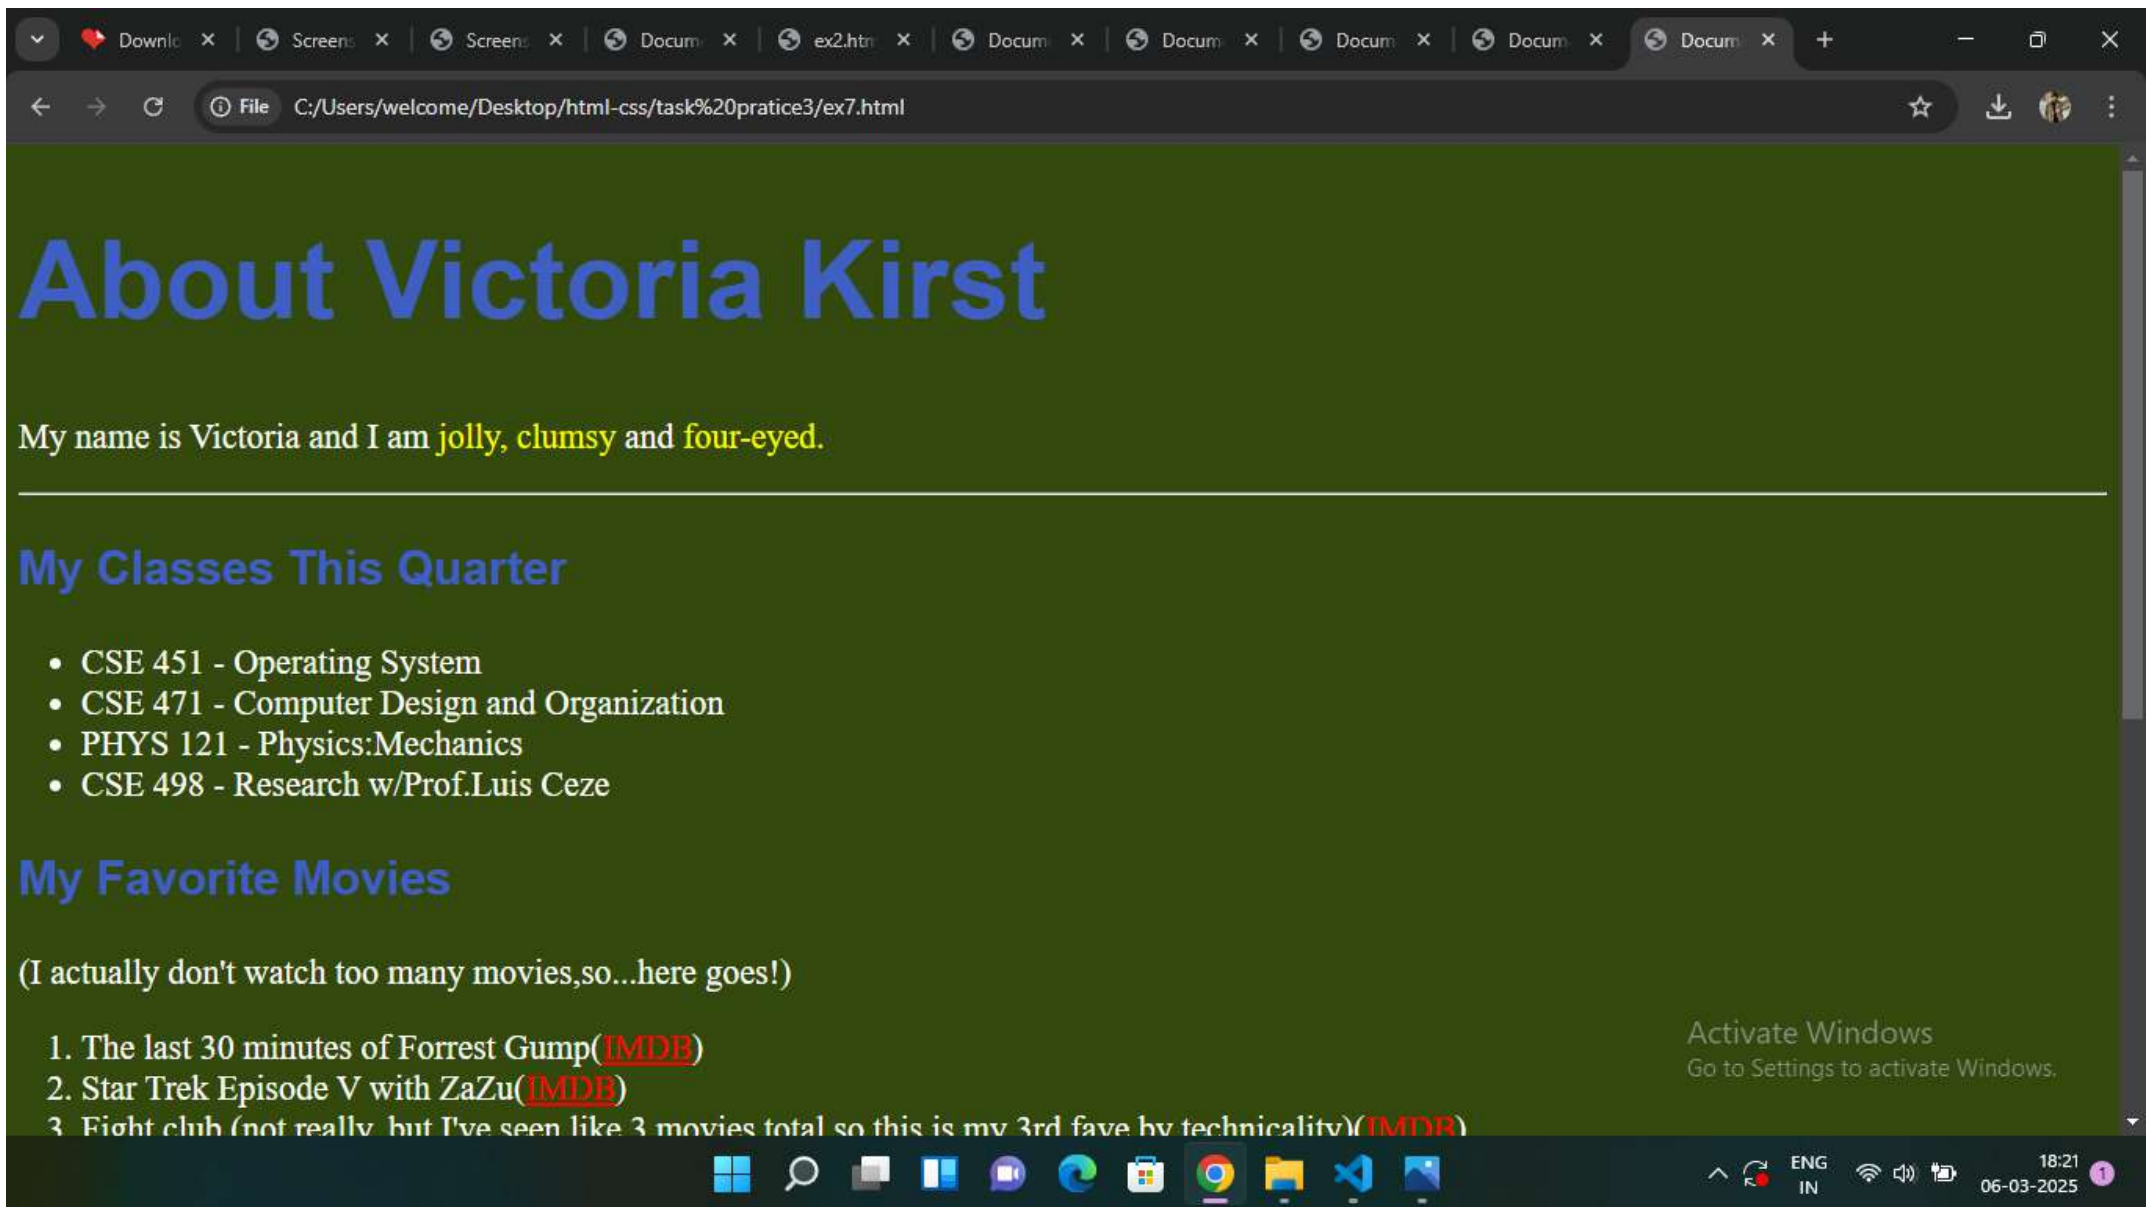 Downlo
Screens
Screens
Docum
ex2.htm
Docum
Docum
Docum
Docum
Docum
File C:/Users/welcome/Desktop/html-css/task%20pratice3/ex7.html
About Victoria Kirst
My name is Victoria and I am jolly, clumsy and four-eyed.
My Classes This Quarter
• CSE 451 - Operating System
• CSE 471 - Computer Design and Organization
• PHYS 121 - Physics:Mechanics
• CSE 498 - Research w/Prof.Luis Ceze
My Favorite Movies
(I actually don't watch too many movies,so...here goes!)
1. The last 30 minutes of Forrest Gump(IMDB)
2. Star Trek Episode V with ZaZu(IMDB)
3. Fight club (not really, but I've seen like 3 movies total so this is my 3rd fave by technicality)(IMDB)
Activate Windows
Go to Settings to activate Windows.
ENG
IN
18:21
06-03-2025
1